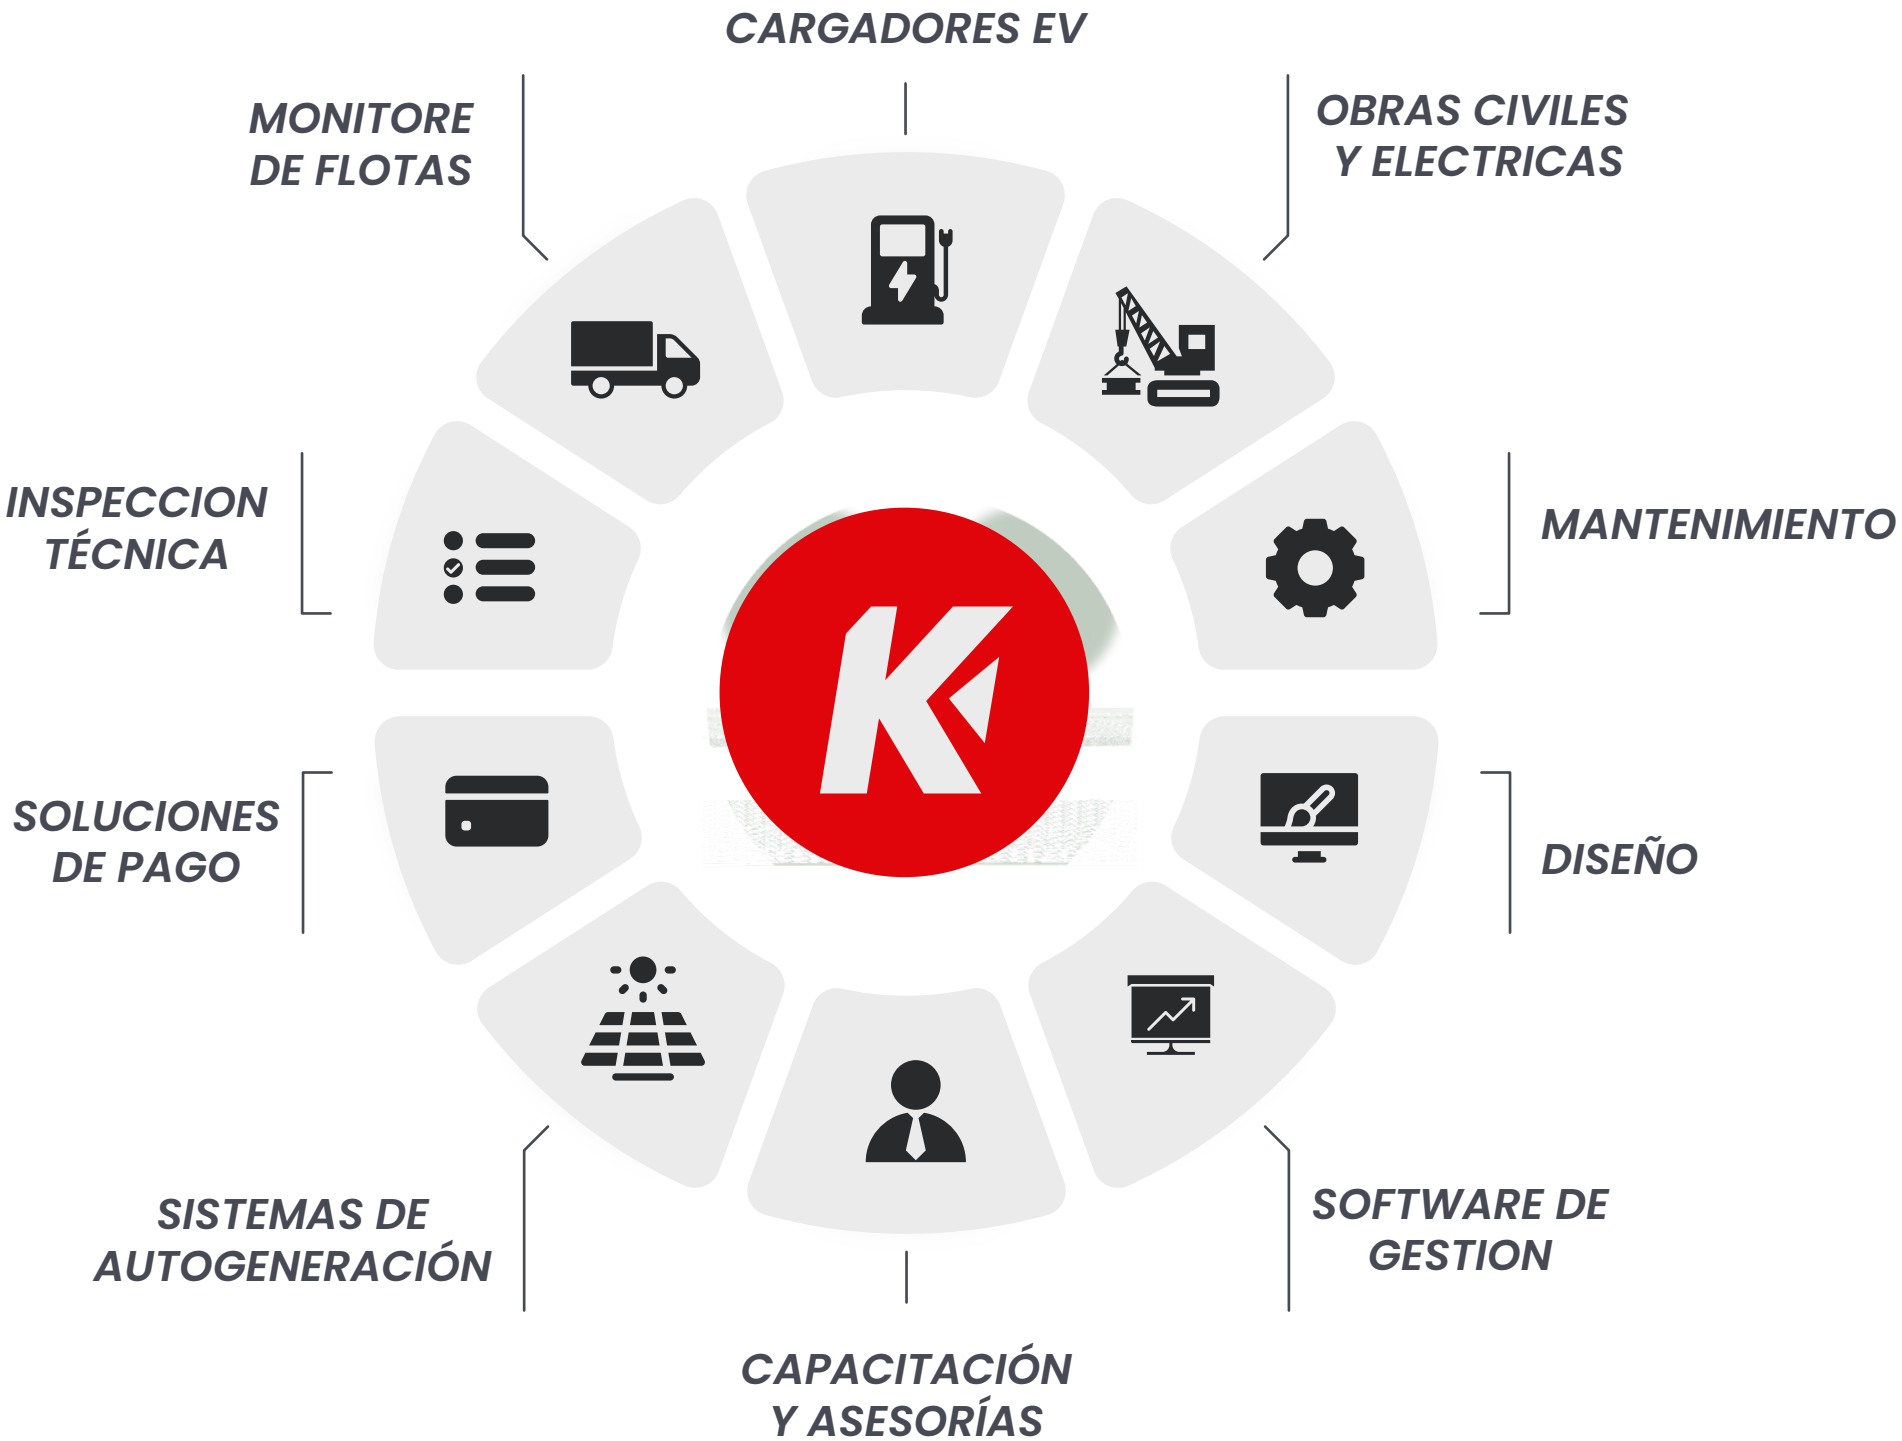 CARGADORES EV
MONITORE
DE FLOTAS
OBRAS CIVILES
Y ELECTRICAS
INSPECCION
TÉCNICA
MANTENIMIENTO
K
SOLUCIONES
DE PAGO
DISEÑO
SISTEMAS DE
AUTOGENERACIÓN
SOFTWARE DE
GESTION
CAPACITACIÓN
Y ASESORÍAS